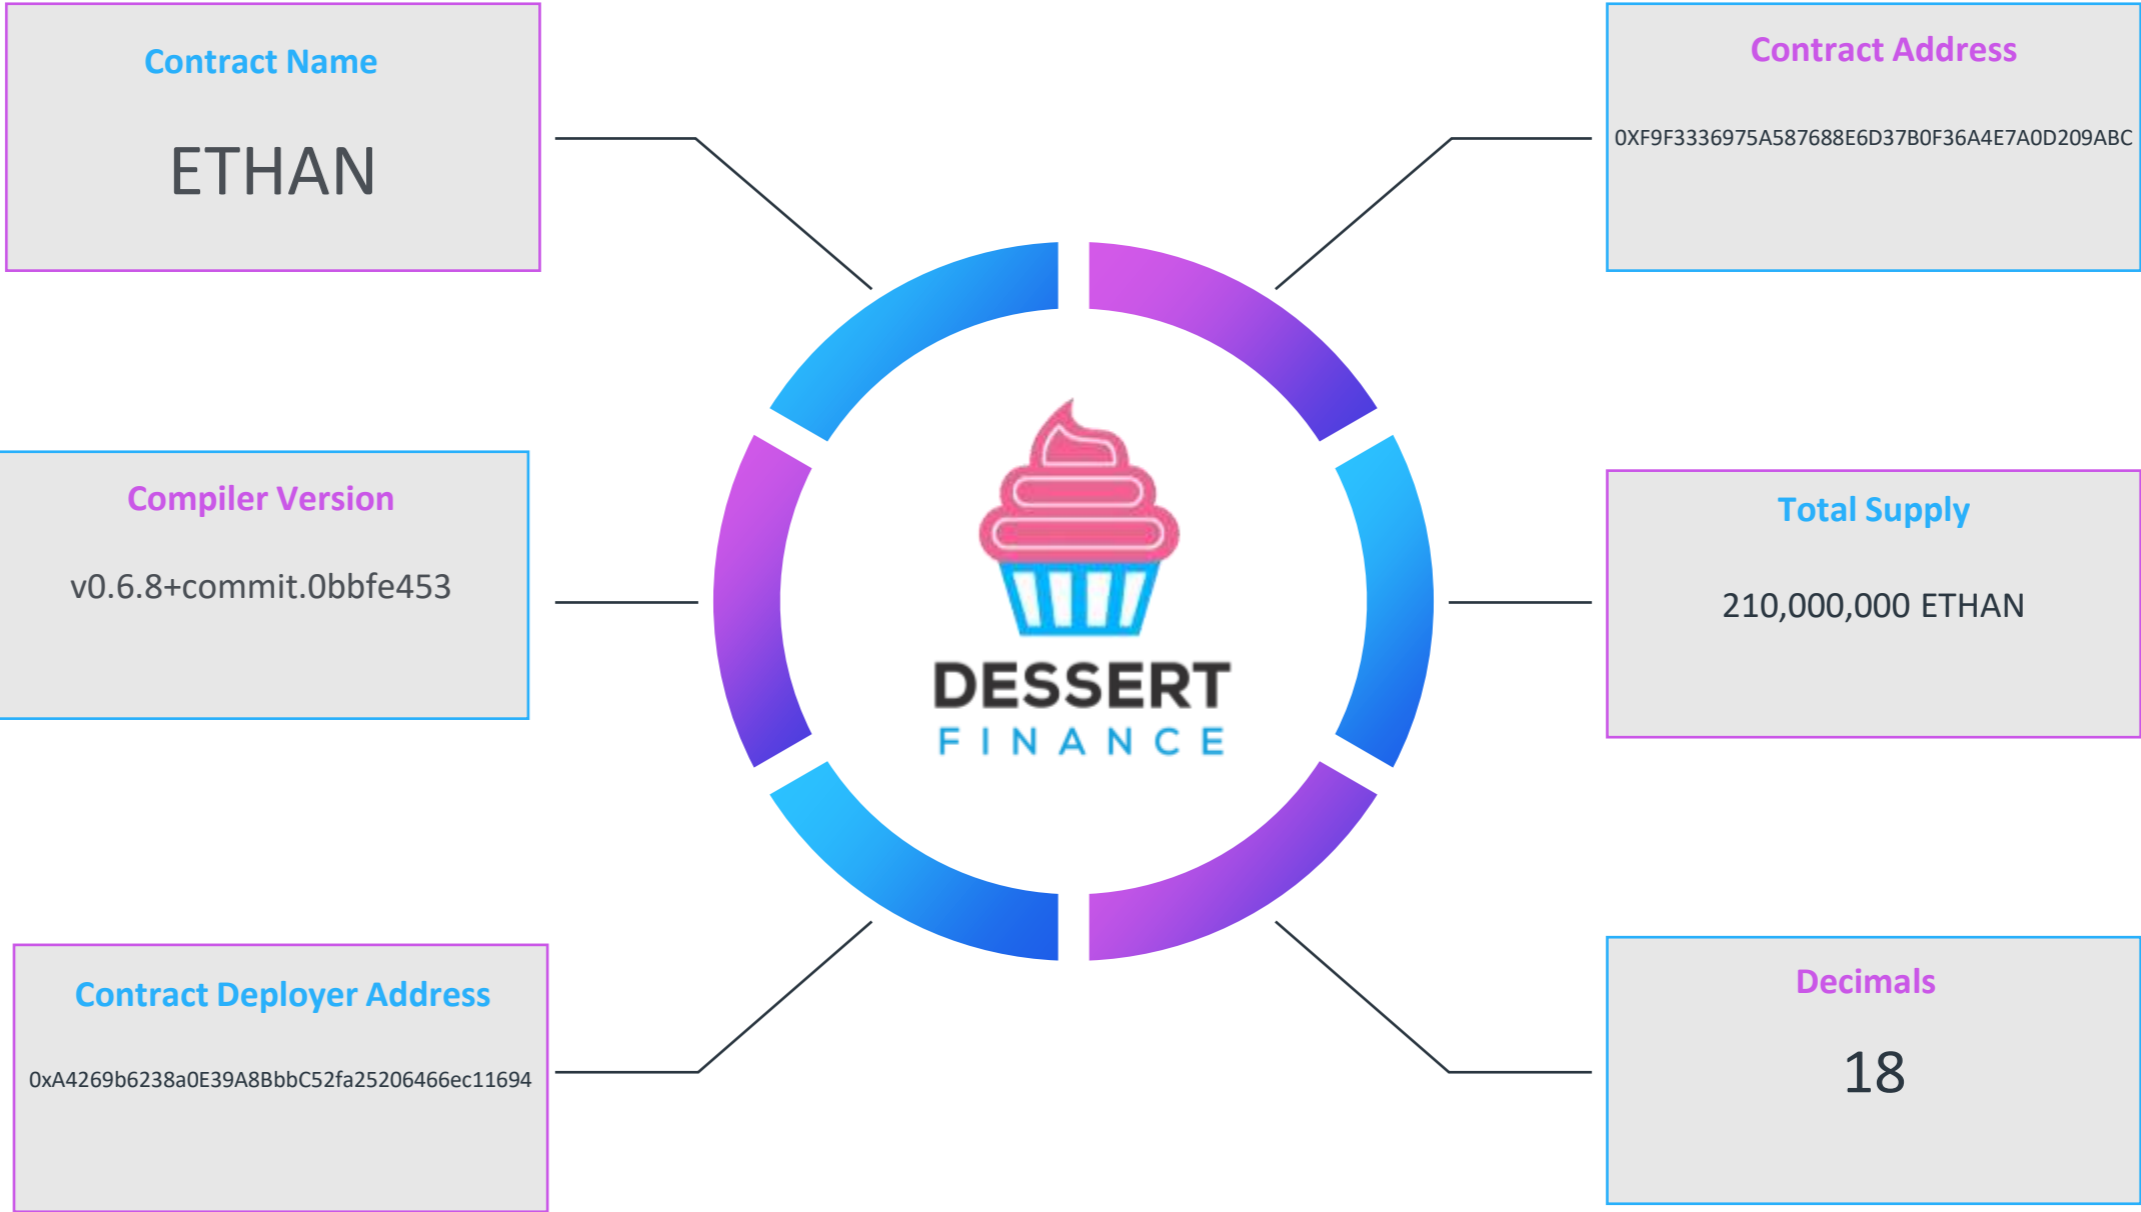 Contract Name
ETHAN
Contract Address
0XF9F3336975A587688E6D37B0F36A4E7A0D209ABC
Compiler Version
v0.6.8+commit.0bbfe453
DESSERT
FINANCE
Total Supply
210,000,000 ETHAN
Contract Deployer Address
0xA4269b6238a0E39A8BbbC52fa25206466ec11694
Decimals
18